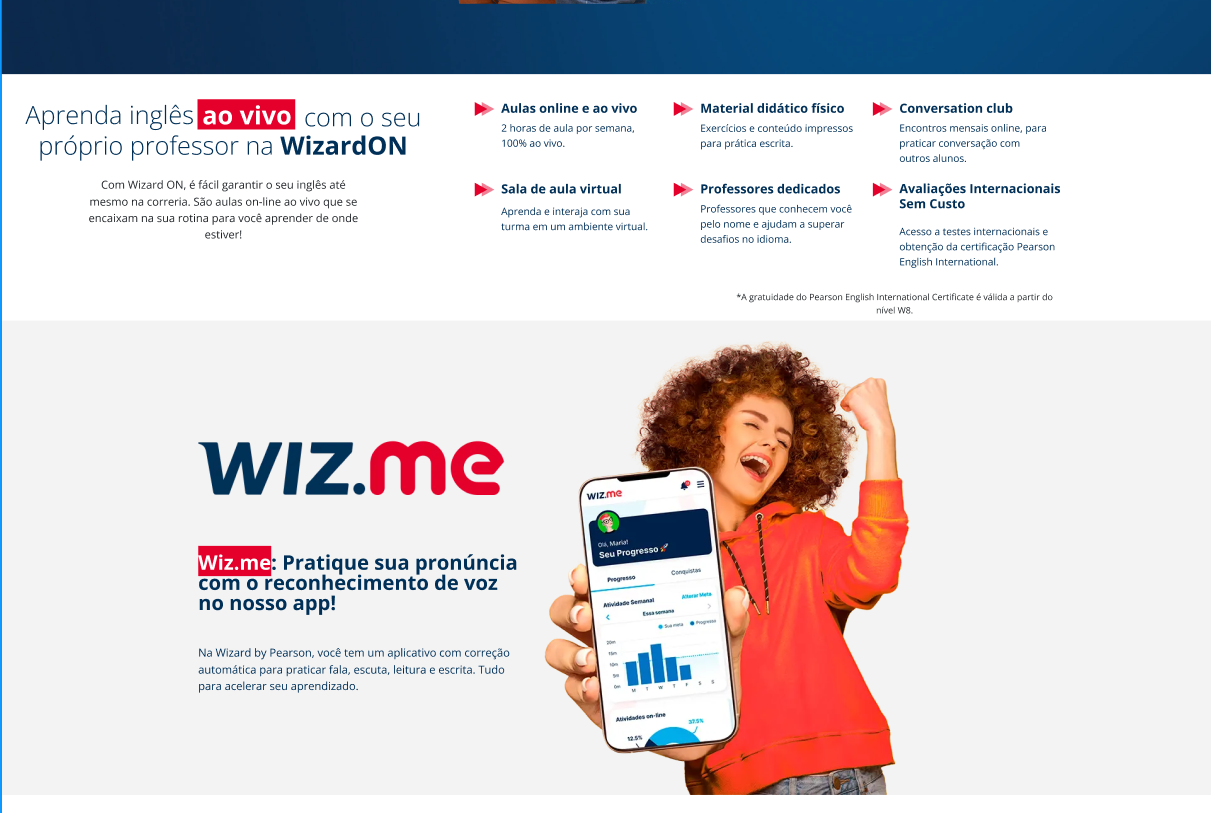 Aprenda inglês ao vivo com o seu
próprio professor na WizardON
Com Wizard ON, é fácil garantir o seu inglês até
mesmo na correria. São aulas on-line ao vivo que se
encaixam na sua rotina para você aprender de onde
estiver!
Aulas online e ao vivo
2 horas de aula por semana,
100% ao vivo.
Material didático físico
Exercícios e conteúdo impressos
para prática escrita.
Conversation club
Encontros mensais online, para
praticar conversação com
outros alunos.
Sala de aula virtual
Aprenda e interaja com sua
turma em um ambiente virtual.
Professores dedicados
Professores que conhecem você
pelo nome e ajudam a superar
desafios no idioma.
Avaliações Internacionais
Sem Custo
Acesso a testes internacionais e
obtenção da certificação Pearson
English International.
*A gratuidade do Pearson English International Certificate é válida a partir do
nível W8.
WIZ.me
Wiz.me: Pratique sua pronúncia
com o reconhecimento de voz
no nosso app!
Na Wizard by Pearson, você tem um aplicativo com correção
automática para praticar fala, escuta, leitura e escrita. Tudo
para acelerar seu aprendizado.
WIZ.me
Olá, Maria!
Seu Progresso 🚀
Progresso Conquistas
Atividade Semanal Alterar Meta
Essa semana
Sua meta Progresso
20m
15m
10m
5m
0m
M T W T F S S
Atividades on-line
37.5%
12.5%